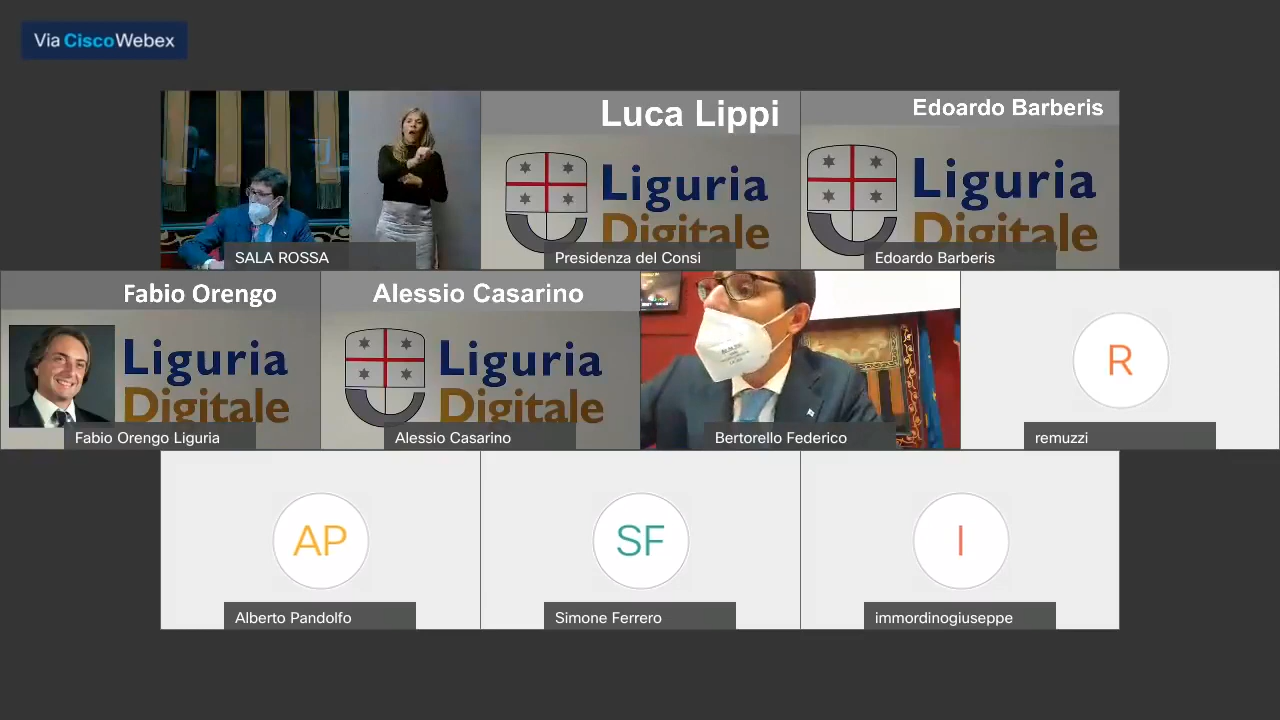 Via Cisco Webex
SALA ROSSA
Luca Lippi
Liguria
Digitale
Presidenza del Consi
Edoardo Barberis
Liguria
Digitale
Edoardo Barberis
Fabio Orengo
Liguria
Digitale
Fabio Orengo Liguria
Alessio Casarino
Liguria
Digitale
Alessio Casarino
Bertorello Federico
R
remuzzi
AP
Alberto Pandolfo
SF
Simone Ferrero
I
immordinogiuseppe